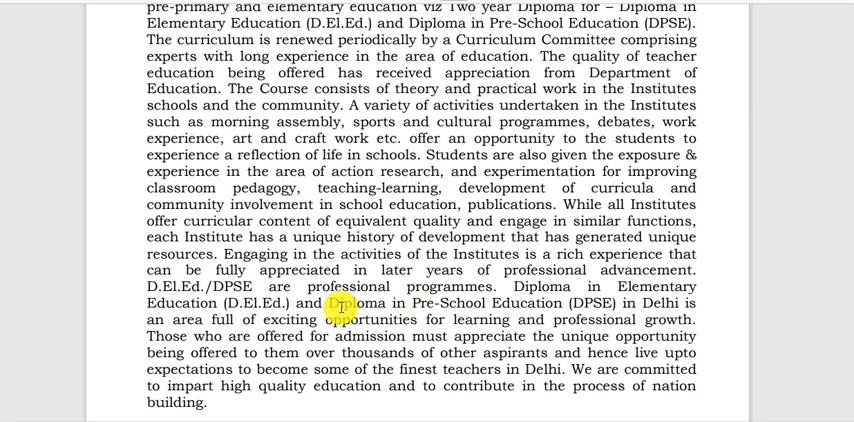 pre-primary and elementary education viz Two year Diploma for – Diploma in
Elementary Education (D.El.Ed.) and Diploma in Pre-School Education (DPSE).
The curriculum is renewed periodically by a Curriculum Committee comprising
experts with long experience in the area of education. The quality of teacher
education being offered has received appreciation from Department of
Education. The Course consists of theory and practical work in the Institutes
schools and the community. A variety of activities undertaken in the Institutes
such as morning assembly, sports and cultural programmes, debates, work
experience, art and craft work etc. offer an opportunity to the students to
experience a reflection of life in schools. Students are also given the exposure &
experience in the area of action research, and experimentation for improving
classroom pedagogy, teaching-learning, development of curricula and
community involvement in school education, publications. While all Institutes
offer curricular content of equivalent quality and engage in similar functions,
each Institute has a unique history of development that has generated unique
resources. Engaging in the activities of the Institutes is a rich experience that
can be fully appreciated in later years of professional advancement.
D.El.Ed./DPSE are professional programmes. Diploma in Elementary
Education (D.El.Ed.) and Diploma in Pre-School Education (DPSE) in Delhi is
an area full of exciting opportunities for learning and professional growth.
Those who are offered for admission must appreciate the unique opportunity
being offered to them over thousands of other aspirants and hence live upto
expectations to become some of the finest teachers in Delhi. We are committed
to impart high quality education and to contribute in the process of nation
building.